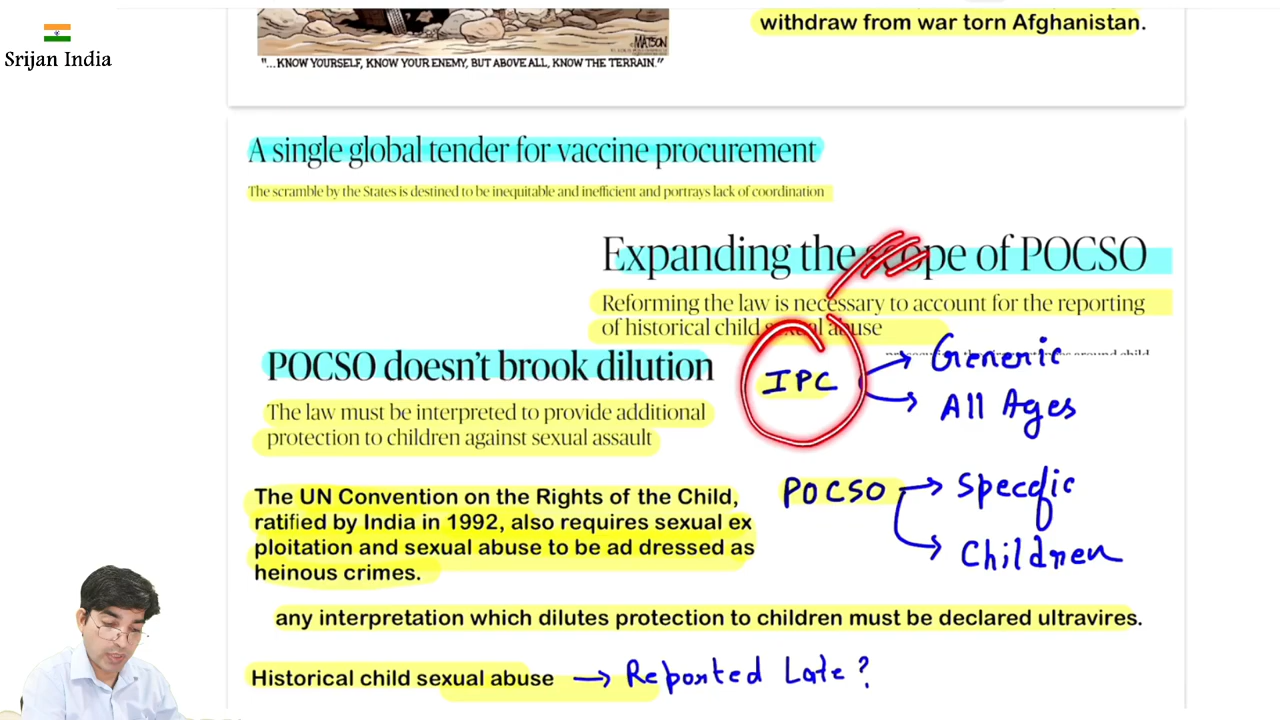 withdraw from war torn Afghanistan.
Srijan India
MATSON
"...KNOW YOURSELF, KNOW YOUR ENEMY, BUT ABOVE ALL, KNOW THE TERRAIN."
A single global tender for vaccine procurement
The scramble by the States is destined to be inequitable and inefficient and portrays lack of coordination
Expanding the scope of POCSO
Reforming the law is necessary to account for the reporting
of historical child sexual abuse
POCSO doesn't brook dilution
The law must be interpreted to provide additional
protection to children against sexual assault
IPC
Generic
All Ages
The UN Convention on the Rights of the Child,
ratified by India in 1992, also requires sexual ex
ploitation and sexual abuse to be ad dressed as
heinous crimes.
POCSO
Specific
Children
any interpretation which dilutes protection to children must be declared ultravires.
Historical child sexual abuse → Reported Late?